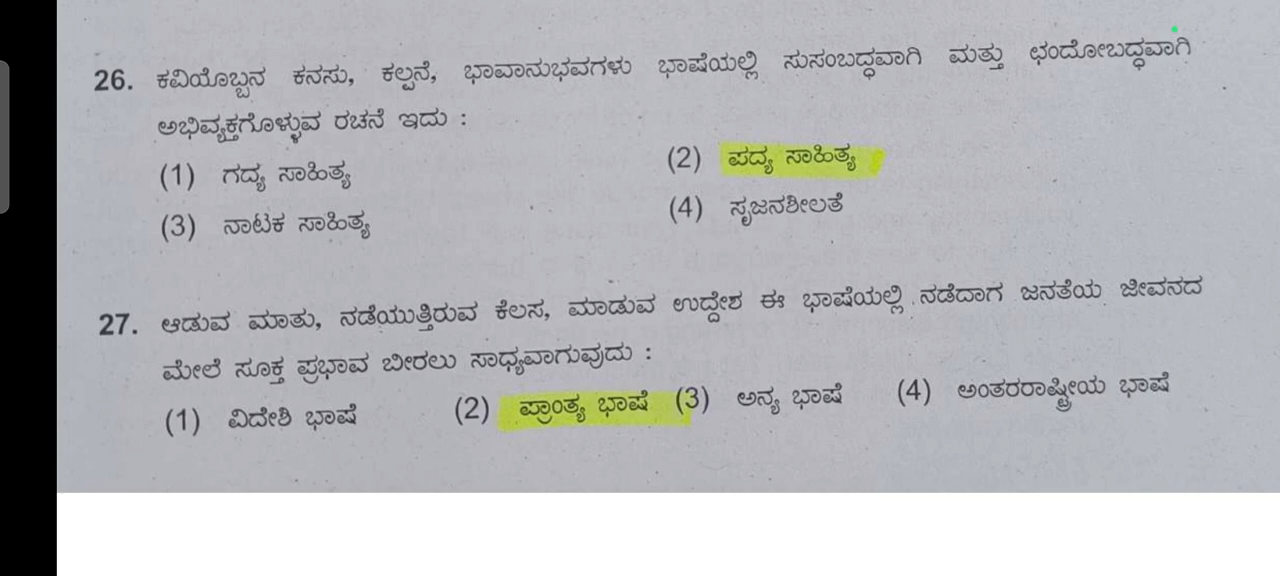 26. ಕವಿಯೊಬ್ಬನ ಕನಸು, ಕಲ್ಪನೆ, ಭಾವಾನುಭವಗಳು ಭಾಷೆಯಲ್ಲಿ ಸುಸಂಬದ್ಧವಾಗಿ ಮತ್ತು ಛಂದೋಬದ್ಧವಾಗಿ
ಅಭಿವ್ಯಕ್ತಗೊಳ್ಳುವ ರಚನೆ ಇದು :
(1) ಗದ್ಯ ಸಾಹಿತ್ಯ (2) ಪದ್ಯ ಸಾಹಿತ್ಯ
(3) ನಾಟಕ ಸಾಹಿತ್ಯ (4) ಸೃಜನಶೀಲತೆ
27. ಆಡುವ ಮಾತು, ನಡೆಯುತ್ತಿರುವ ಕೆಲಸ, ಮಾಡುವ ಉದ್ದೇಶ ಈ ಭಾಷೆಯಲ್ಲಿ ನಡೆದಾಗ ಜನತೆಯ ಜೀವನದ
ಮೇಲೆ ಸೂಕ್ತ ಪ್ರಭಾವ ಬೀರಲು ಸಾಧ್ಯವಾಗುವುದು :
(1) ವಿದೇಶಿ ಭಾಷೆ (2) ಪ್ರಾಂತ್ಯ ಭಾಷೆ (3) ಅನ್ಯ ಭಾಷೆ (4) ಅಂತರರಾಷ್ಟ್ರೀಯ ಭಾಷೆ